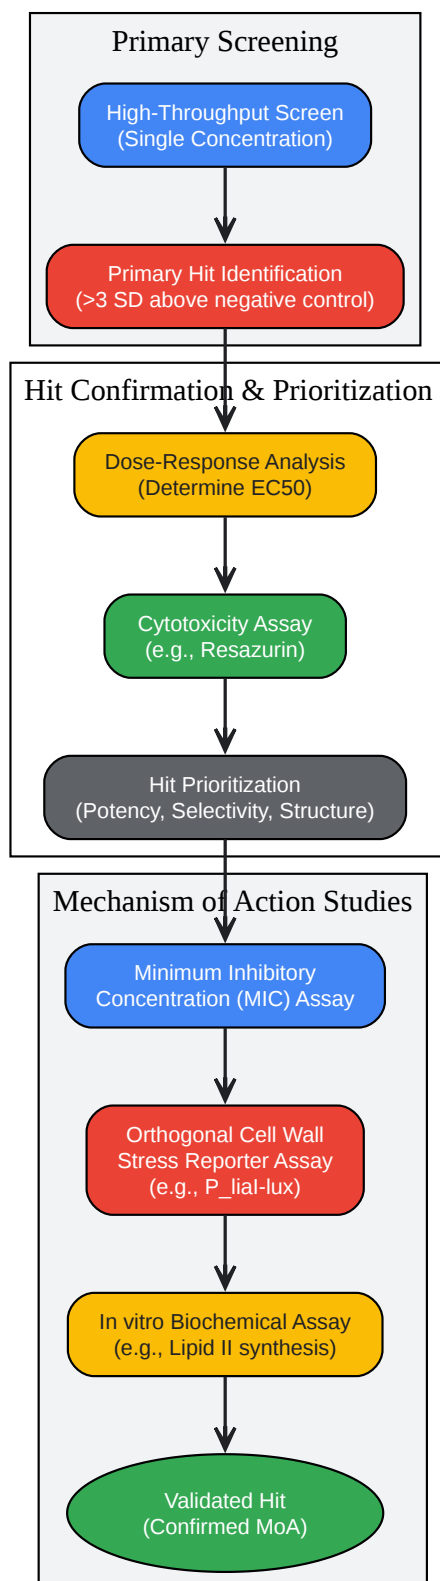 Primary Screening
High-Throughput Screen
(Single Concentration)
Primary Hit Identification
(>3 SD above negative control)
Hit Confirmation & Prioritization
Dose-Response Analysis
(Determine EC50)
Cytotoxicity Assay
(e.g., Resazurin)
Hit Prioritization
(Potency, Selectivity, Structure)
Mechanism of Action Studies
Minimum Inhibitory
Concentration (MIC) Assay
Orthogonal Cell Wall
Stress Reporter Assay
(e.g., P_liaI-lux)
In vitro Biochemical Assay
(e.g., Lipid II synthesis)
Validated Hit
(Confirmed MoA)